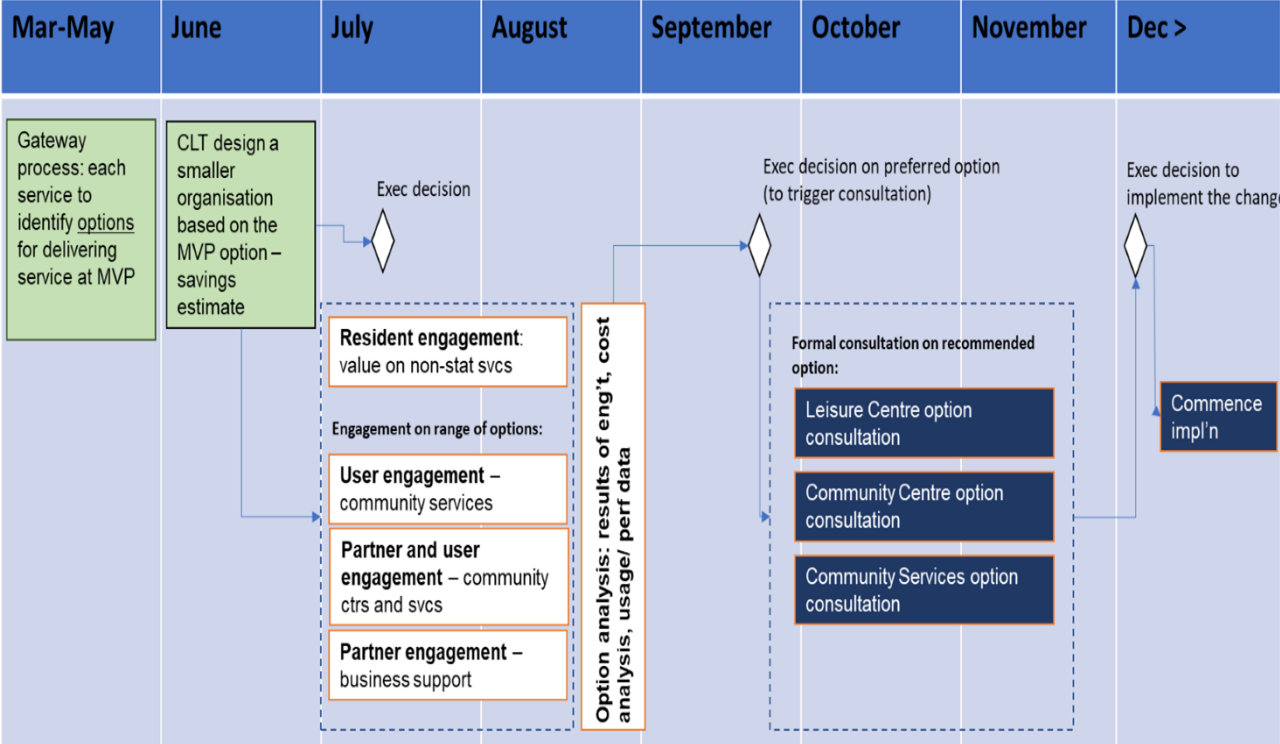 Mar-May
June
July
August
September
October
November
Dec >
Gateway
process: each
service to
identify options
for delivering
service at MVP
CLT design a
smaller
organisation
based on the
MVP option –
savings
estimate
Exec decision
Resident engagement:
value on non-stat svcs
Engagement on range of options:
User engagement –
community services
Partner and user
engagement – community
ctrs and svcs
Partner engagement –
business support
Option analysis: results of eng't, cost
analysis, usage/ perf data
Exec decision on preferred option
(to trigger consultation)
Formal consultation on recommended
option:
Leisure Centre option
consultation
Community Centre option
consultation
Community Services option
consultation
Exec decision to
implement the change
Commence
impl'n